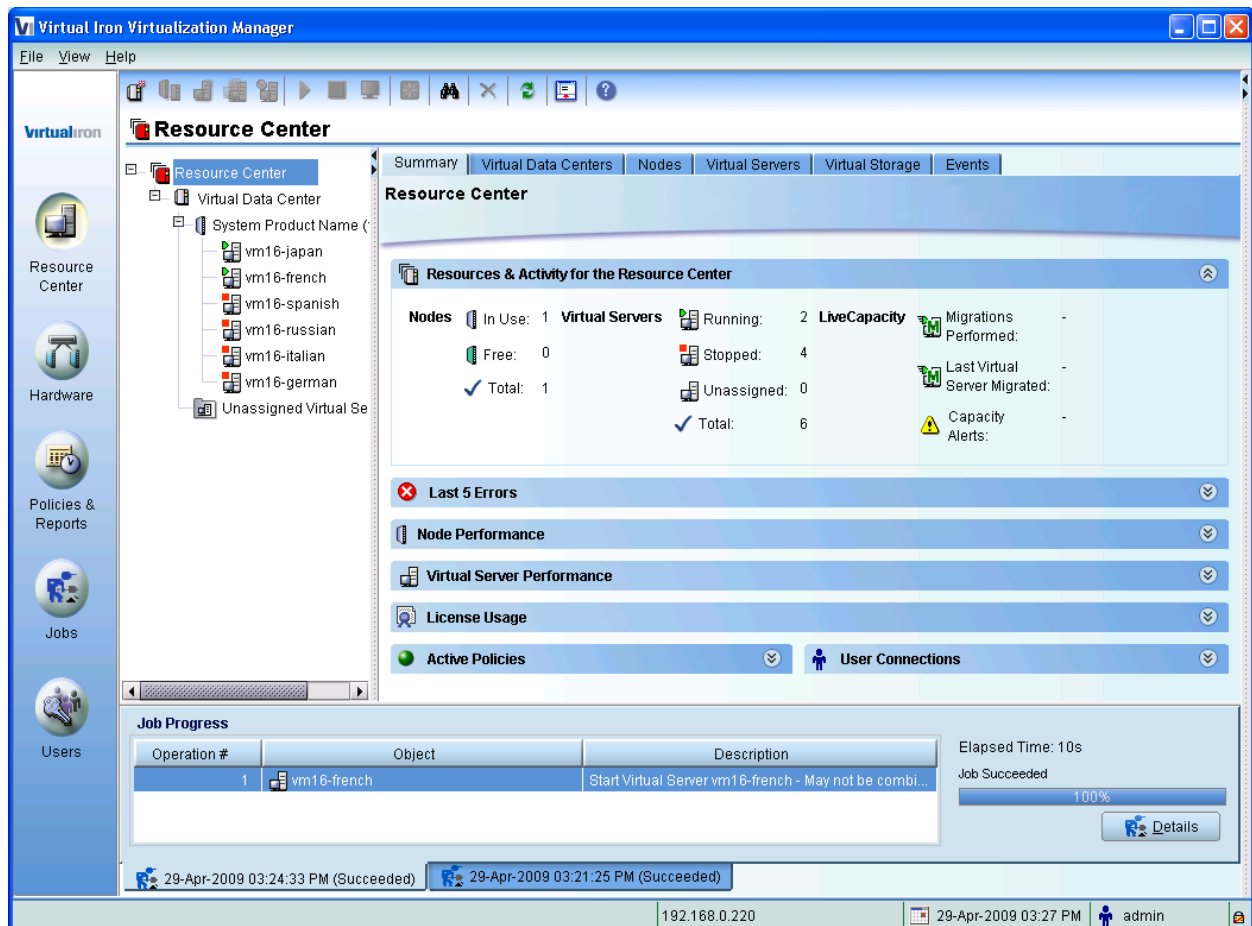 Virtual Iron Virtualization Manager
File View Help
Virtualiron
Resource Center
Resource Center
Hardware
Policies & Reports
Jobs
Users
Resource Center
Virtual Data Center
System Product Name (
vm16-japan
vm16-french
vm16-spanish
vm16-russian
vm16-italian
vm16-german
Unassigned Virtual Se
Summary Virtual Data Centers Nodes Virtual Servers Virtual Storage Events
Resource Center
Resources & Activity for the Resource Center
Nodes In Use: 1 Virtual Servers Running: 2 LiveCapacity Migrations Performed: -
Free: 0 Stopped: 4 Last Virtual Server Migrated: -
Total: 1 Unassigned: 0
Total: 6 Capacity Alerts: -
Last 5 Errors
Node Performance
Virtual Server Performance
License Usage
Active Policies User Connections
Job Progress
Operation # Object Description
1 vm16-french Start Virtual Server vm16-french - May not be combi...
Elapsed Time: 10s
Job Succeeded
100%
Details
29-Apr-2009 03:24:33 PM (Succeeded) 29-Apr-2009 03:21:25 PM (Succeeded)
192.168.0.220 29-Apr-2009 03:27 PM admin